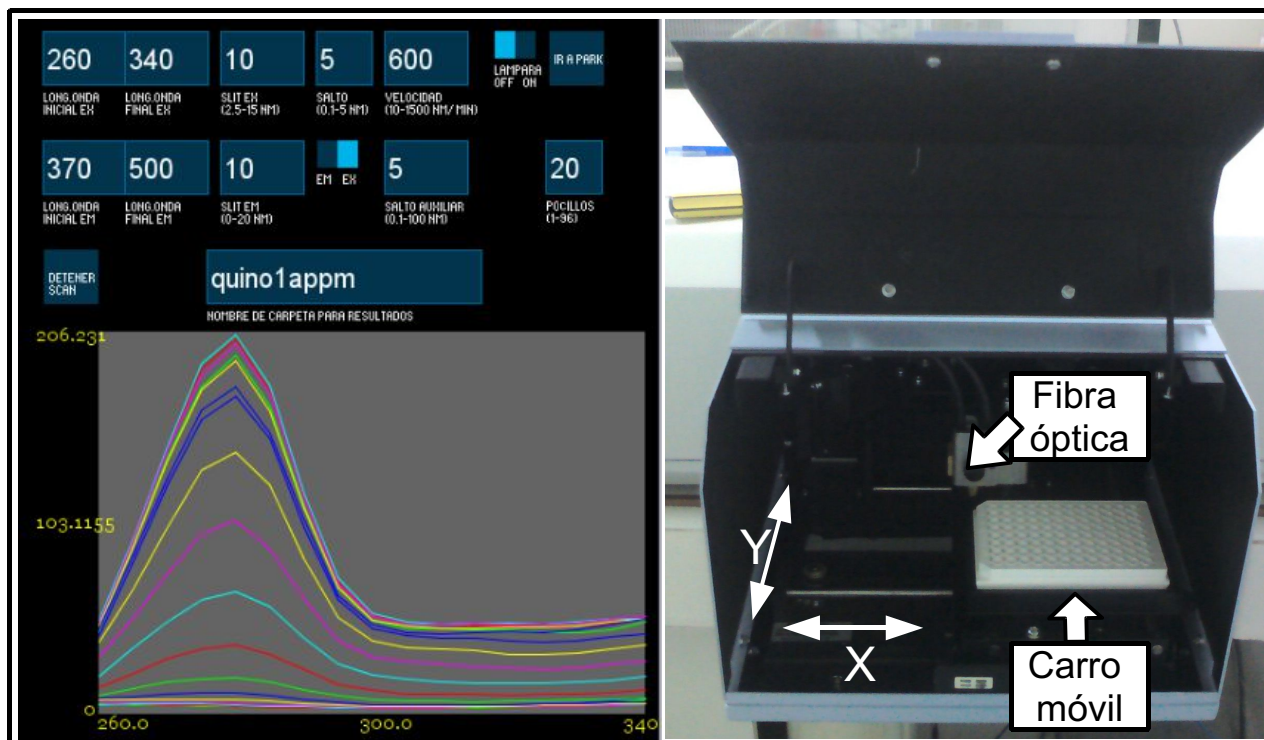 260
340
10
5
600
LAMPARA
OFF ON
IR A PARK
LONG.ONDA
INICIAL EX
LONG.ONDA
FINAL EX
SLIT EX
(2.5-15 NM)
SALTO
(0.1-5 NM)
VELOCIDAD
(10-1500 NM/MIN)
370
500
10
EM EX
5
20
LONG.ONDA
INICIAL EM
LONG.ONDA
FINAL EM
SLIT EM
(0-20 NM)
SALTO AUXILIAR
(0.1-100 NM)
POCILLOS
(1-96)
DETENER
SCAN
quino1appm
NOMBRE DE CARPETA PARA RESULTADOS
206.231
103.1155
0
260.0
300.0
340
Fibra
óptica
Y
X
Carro
móvil